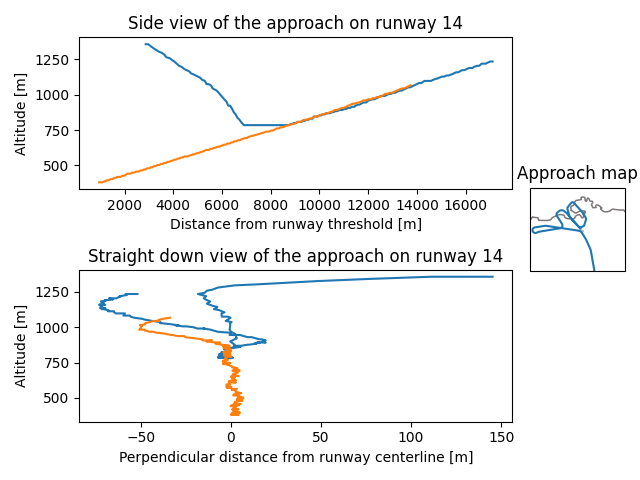 Side view of the approach on runway 14
Altitude [m]
1250
1000
750
500
2000 4000 6000 8000 10000 12000 14000 16000
Distance from runway threshold [m]
Approach map
Straight down view of the approach on runway 14
Altitude [m]
1250
1000
750
500
−50 0 50 100 150
Perpendicular distance from runway centerline [m]